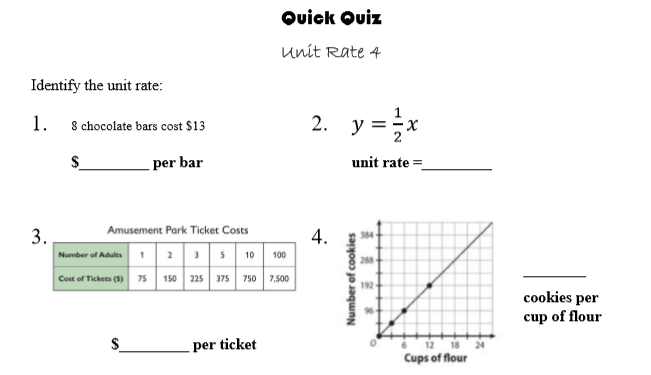 Quick Quiz
Unit Rate 4
Identify the unit rate:
1. 8 chocolate bars cost $13
$________ per bar
2. y = 1/2 x
unit rate =________
3. Amusement Park Ticket Costs
Number of Adults 1 2 3 5 10 100
Cost of Tickets ($) 75 150 225 375 750 7,500
$________ per ticket
4. Number of cookies
384
288
192
96
0 6 12 18 24
Cups of flour
________
cookies per
cup of flour